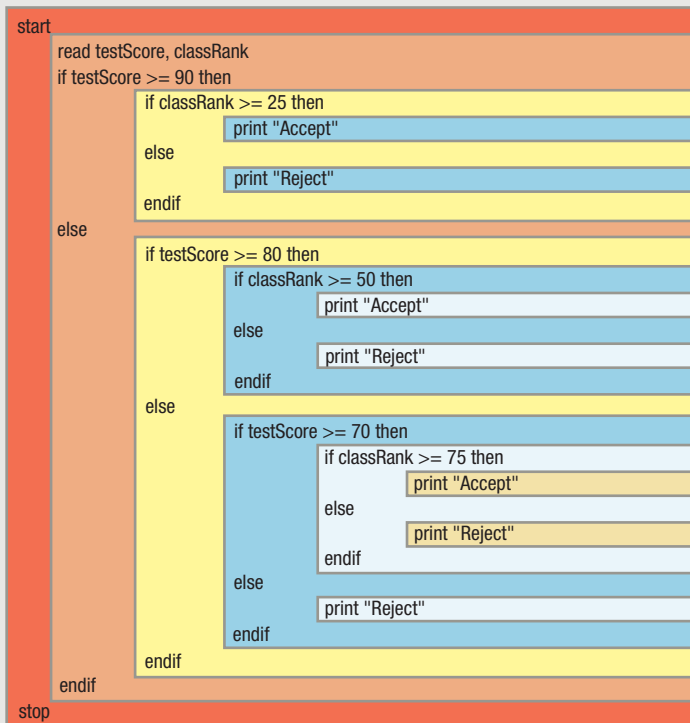 start
read testScore, classRank
if testScore >= 90 then
if classRank >= 25 then
print "Accept"
else
print "Reject"
endif
else
if testScore >= 80 then
if classRank >= 50 then
print "Accept"
else
print "Reject"
endif
else
if testScore >= 70 then
if classRank >= 75 then
print "Accept"
else
print "Reject"
endif
else
print "Reject"
endif
endif
endif
stop